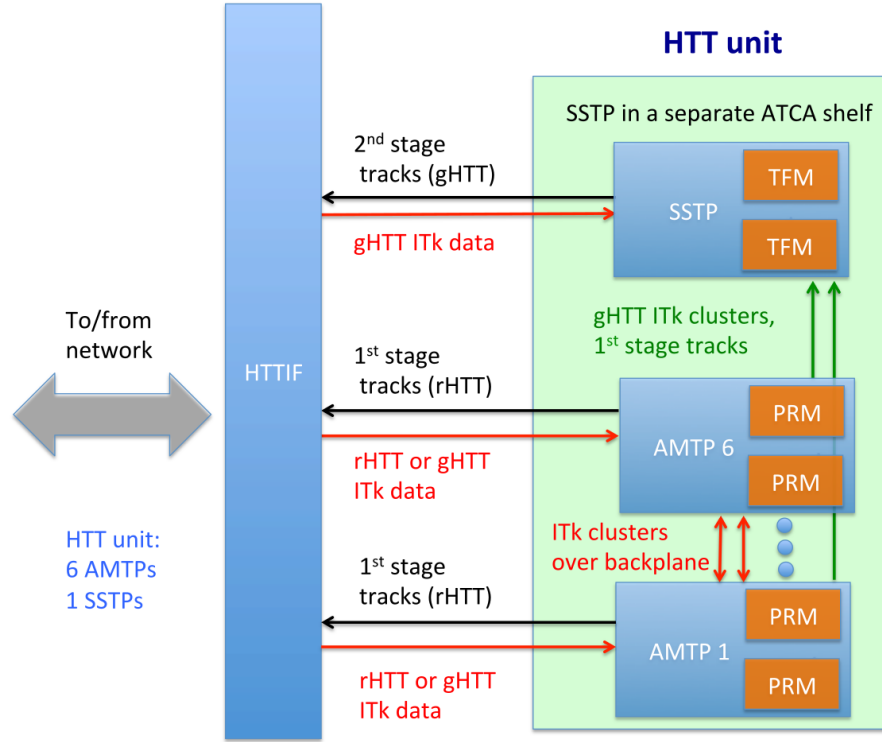 HTT unit
SSTP in a separate ATCA shelf
2nd stage
tracks (gHTT)
TFM
SSTP
TFM
gHTT ITk data
gHTT ITk clusters,
1st stage tracks
To/from
network
HTTIF
1st stage
tracks (rHTT)
PRM
AMTP 6
PRM
rHTT or gHTT
ITk data
ITk clusters
over backplane
HTT unit:
6 AMTPs
1 SSTPs
1st stage
tracks (rHTT)
PRM
AMTP 1
PRM
rHTT or gHTT
ITk data